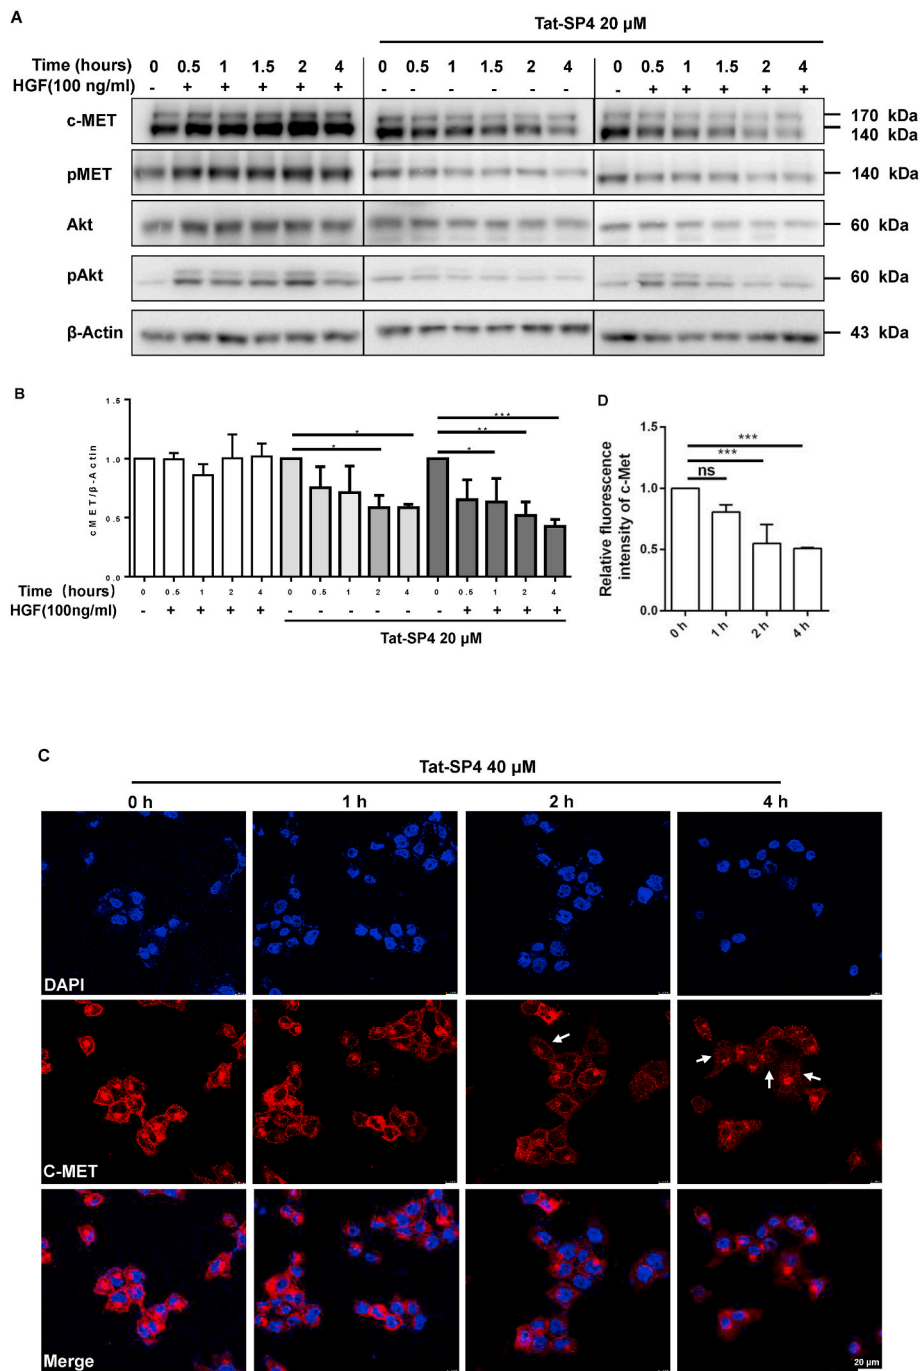 A
Tat-SP4 20 μM
Time (hours) 0 0.5 1 1.5 2 4 0 0.5 1 1.5 2 4 0 0.5 1 1.5 2 4
HGF(100 ng/ml) - + + + + + - - - - - - - + + + + +
c-MET
170 kDa
140 kDa
pMET 140 kDa
Akt 60 kDa
pAkt 60 kDa
β-Actin 43 kDa
B
cMET/β-Actin
1.5
1.0
0.5
0.0
* * * ** ***
Time (hours) 0 0.5 1 2 4 0 0.5 1 2 4 0 0.5 1 2 4
HGF(100ng/ml) - + + + + - - - - - - + + + +
Tat-SP4 20 μM
D
Relative fluorescence
intensity of c-Met
1.5
1.0
0.5
0.0
***
***
ns
0 h 1 h 2 h 4 h
C
Tat-SP4 40 μM
0 h 1 h 2 h 4 h
DAPI
C-MET
Merge
20 μm